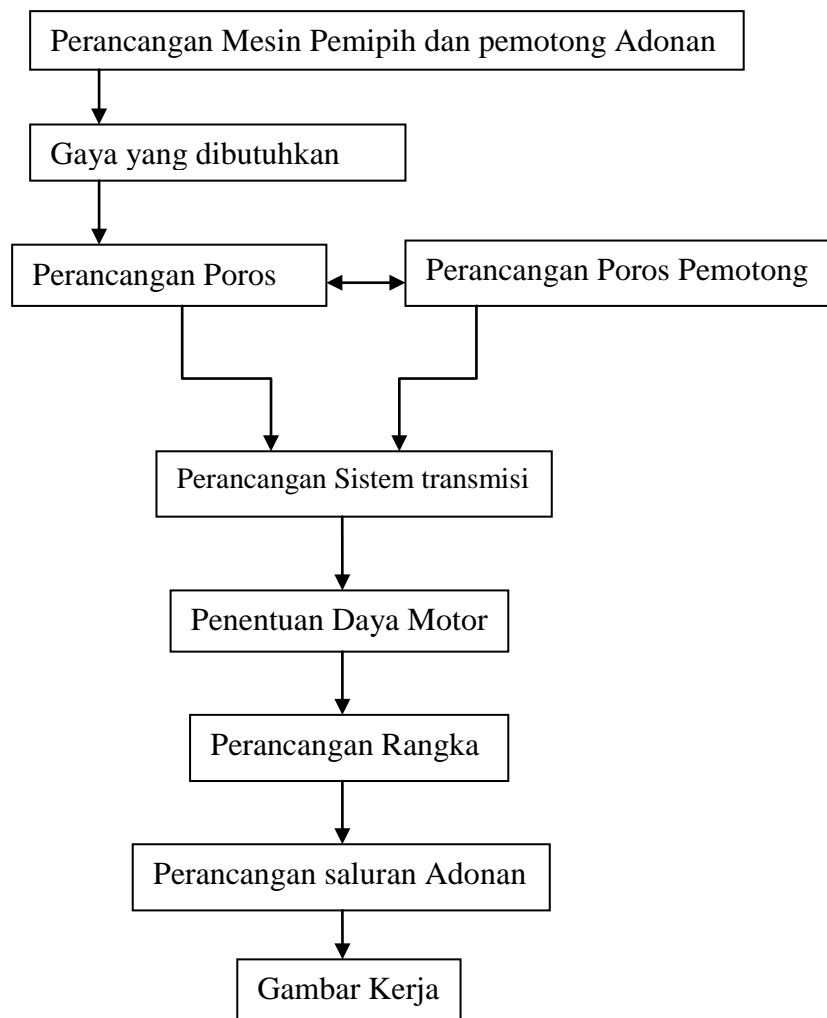 Perancangan Mesin Pemipih dan pemotong Adonan
Gaya yang dibutuhkan
Perancangan Poros
Perancangan Poros Pemotong
Perancangan Sistem transmisi
Penentuan Daya Motor
Perancangan Rangka
Perancangan saluran Adonan
Gambar Kerja